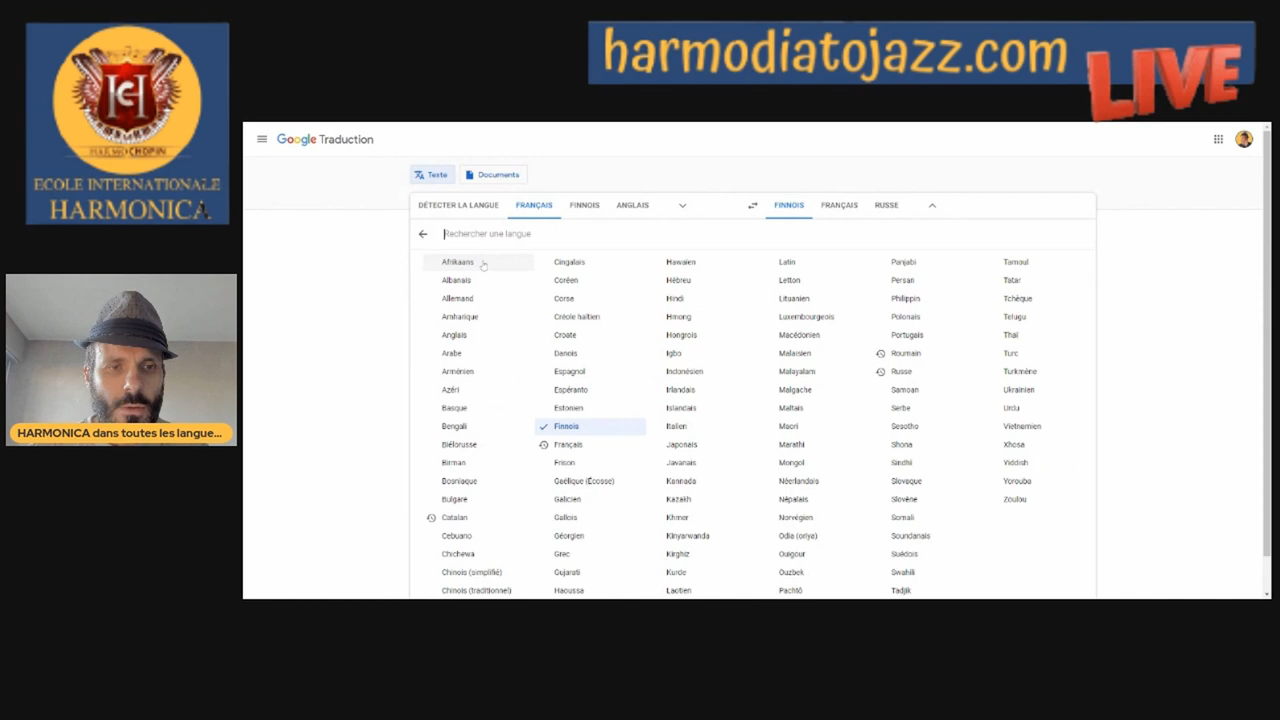 harmodiatojazz.com
LIVE
HC
HARMO CHOPIN
ECOLE INTERNATIONALE
HARMONICA
HARMONICA dans toutes les langue...
Google Traduction
Texte
Documents
DÉTECTER LA LANGUE
FRANÇAIS
FINNOIS
ANGLAIS
FINNOIS
FRANÇAIS
RUSSE
Rechercher une langue
Afrikaans
Albanais
Allemand
Amharique
Anglais
Arabe
Arménien
Azéri
Basque
Bengali
Biélorusse
Birman
Bosniaque
Bulgare
Catalan
Cebuano
Chichewa
Chinois (simplifié)
Chinois (traditionnel)
Cingalais
Coréen
Corse
Créole haïtien
Croate
Danois
Espagnol
Espéranto
Estonien
Finnois
Français
Frison
Gaélique (Écosse)
Galicien
Gallois
Géorgien
Grec
Gujarati
Haoussa
Hawaïen
Hébreu
Hindi
Hmong
Hongrois
Igbo
Indonésien
Irlandais
Islandais
Italien
Japonais
Javanais
Kannada
Kazakh
Khmer
Kinyarwanda
Kirghiz
Kurde
Laotien
Latin
Letton
Lituanien
Luxembourgeois
Macédonien
Malaisien
Malayalam
Malgache
Maltais
Maori
Marathi
Mongol
Néerlandais
Népalais
Norvégien
Odia (oriya)
Ouïgour
Ouzbek
Pachtô
Panjabi
Persan
Philippin
Polonais
Portugais
Roumain
Russe
Samoan
Serbe
Sesotho
Shona
Sindhî
Slovaque
Slovène
Somali
Soundanais
Suédois
Swahili
Tadjik
Tamoul
Tatar
Tchèque
Telugu
Thaï
Turc
Turkmène
Ukrainien
Urdu
Vietnamien
Xhosa
Yiddish
Yorouba
Zoulou